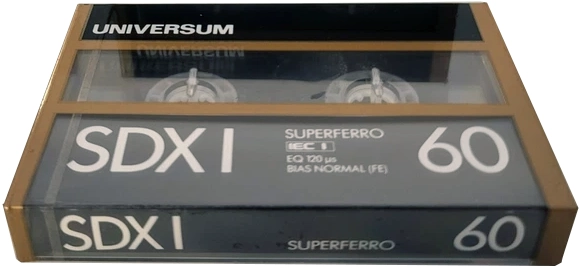 UNIVERSUM
SDX I
SUPERFERRO
IEC I
EQ 120 µs
BIAS NORMAL (FE)
60
SDX I
SUPERFERRO
60